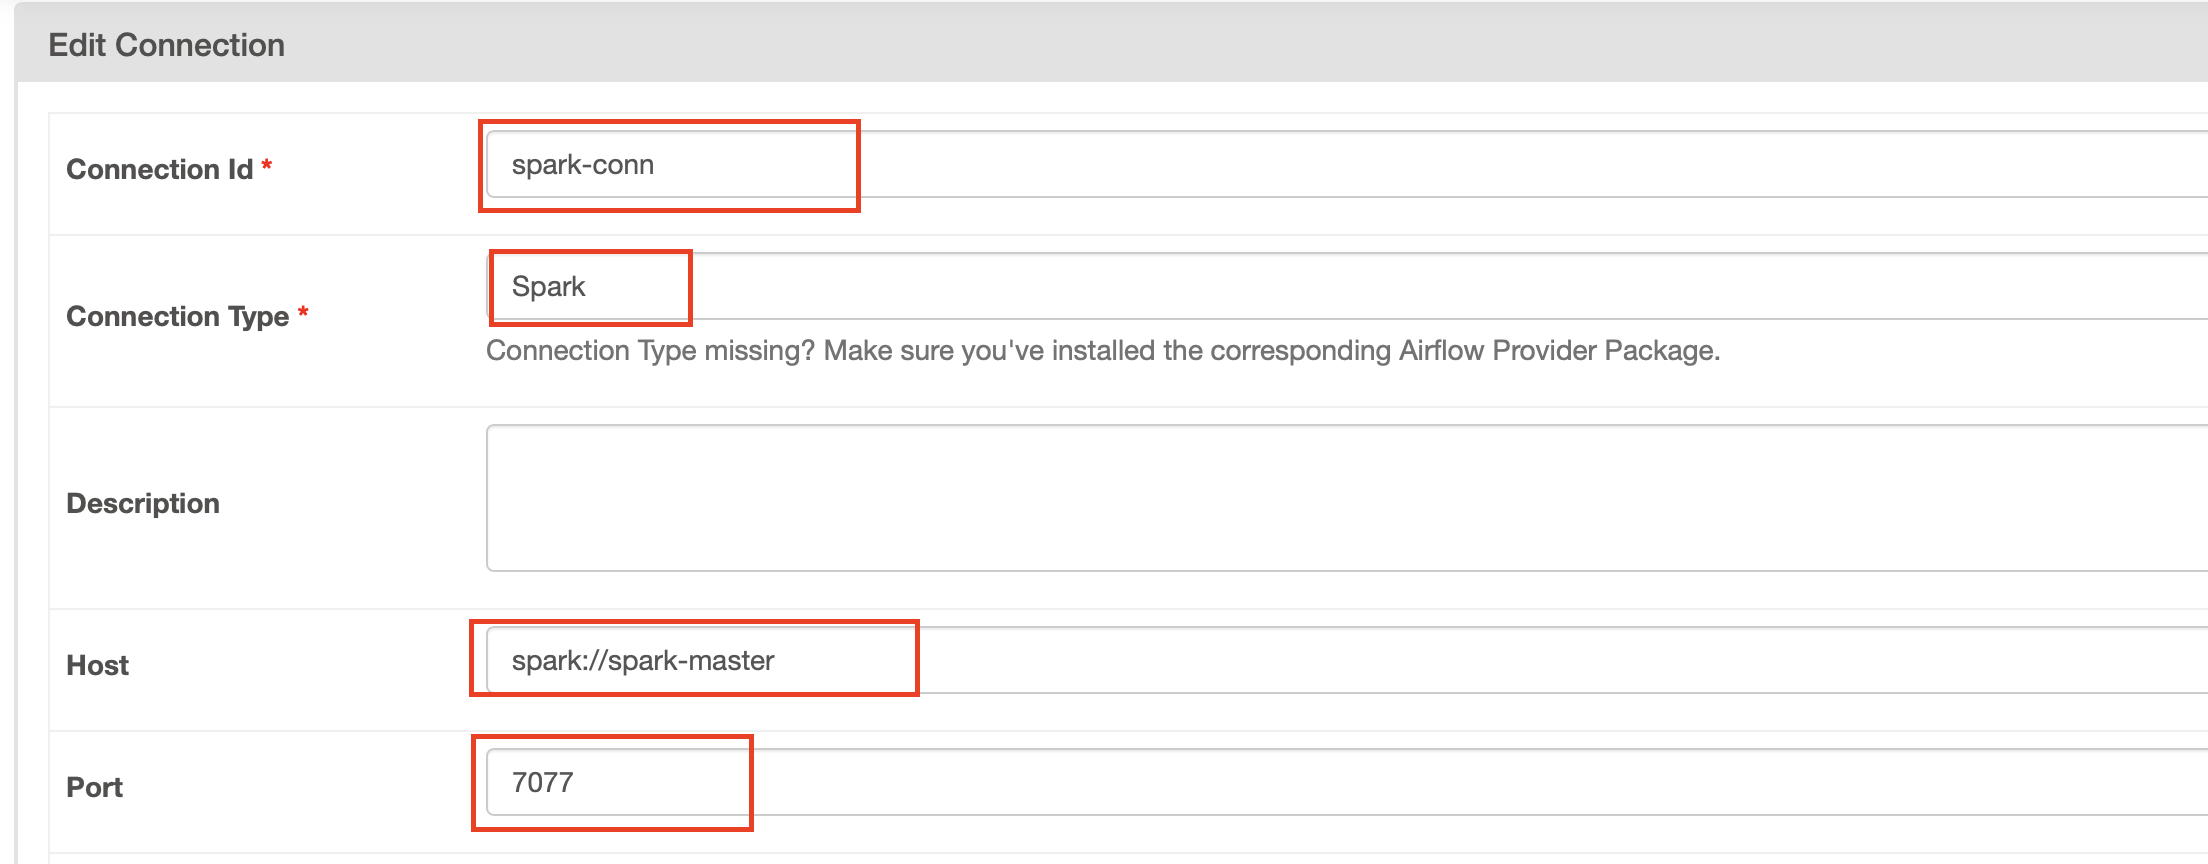 Edit Connection
Connection Id *
spark-conn
Connection Type *
Spark
Connection Type missing? Make sure you've installed the corresponding Airflow Provider Package.
Description
Host
spark://spark-master
Port
7077